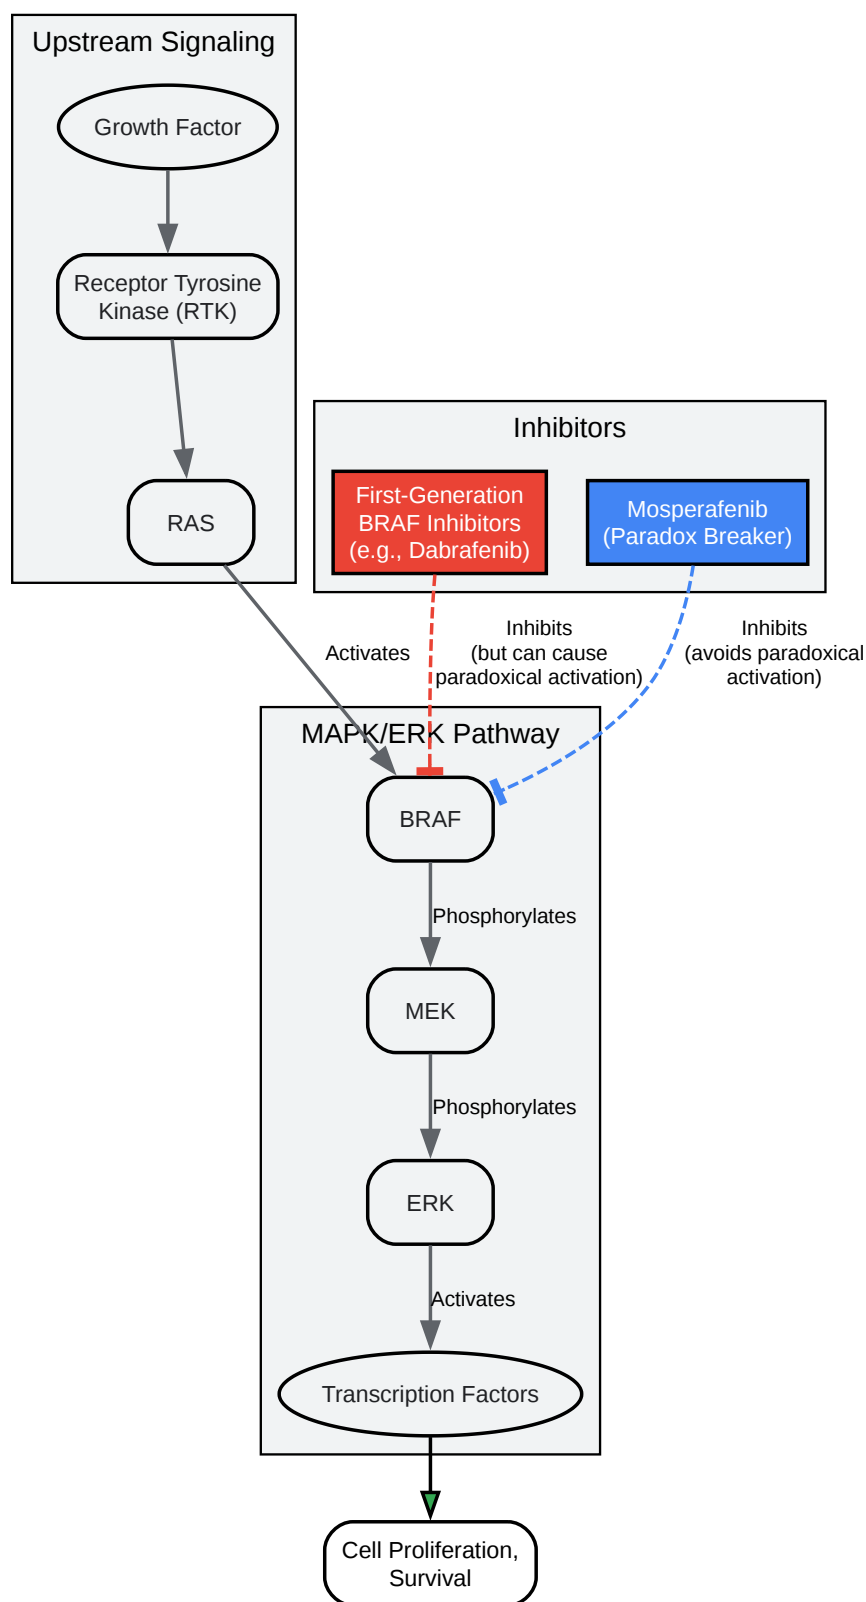 Upstream Signaling
Growth Factor
Receptor Tyrosine
Kinase (RTK)
RAS
Inhibitors
First-Generation
BRAF Inhibitors
(e.g., Dabrafenib)
Mosperafenib
(Paradox Breaker)
Activates
Inhibits
(but can cause
paradoxical activation)
Inhibits
(avoids paradoxical
activation)
MAPK/ERK Pathway
BRAF
Phosphorylates
MEK
Phosphorylates
ERK
Activates
Transcription Factors
Cell Proliferation,
Survival